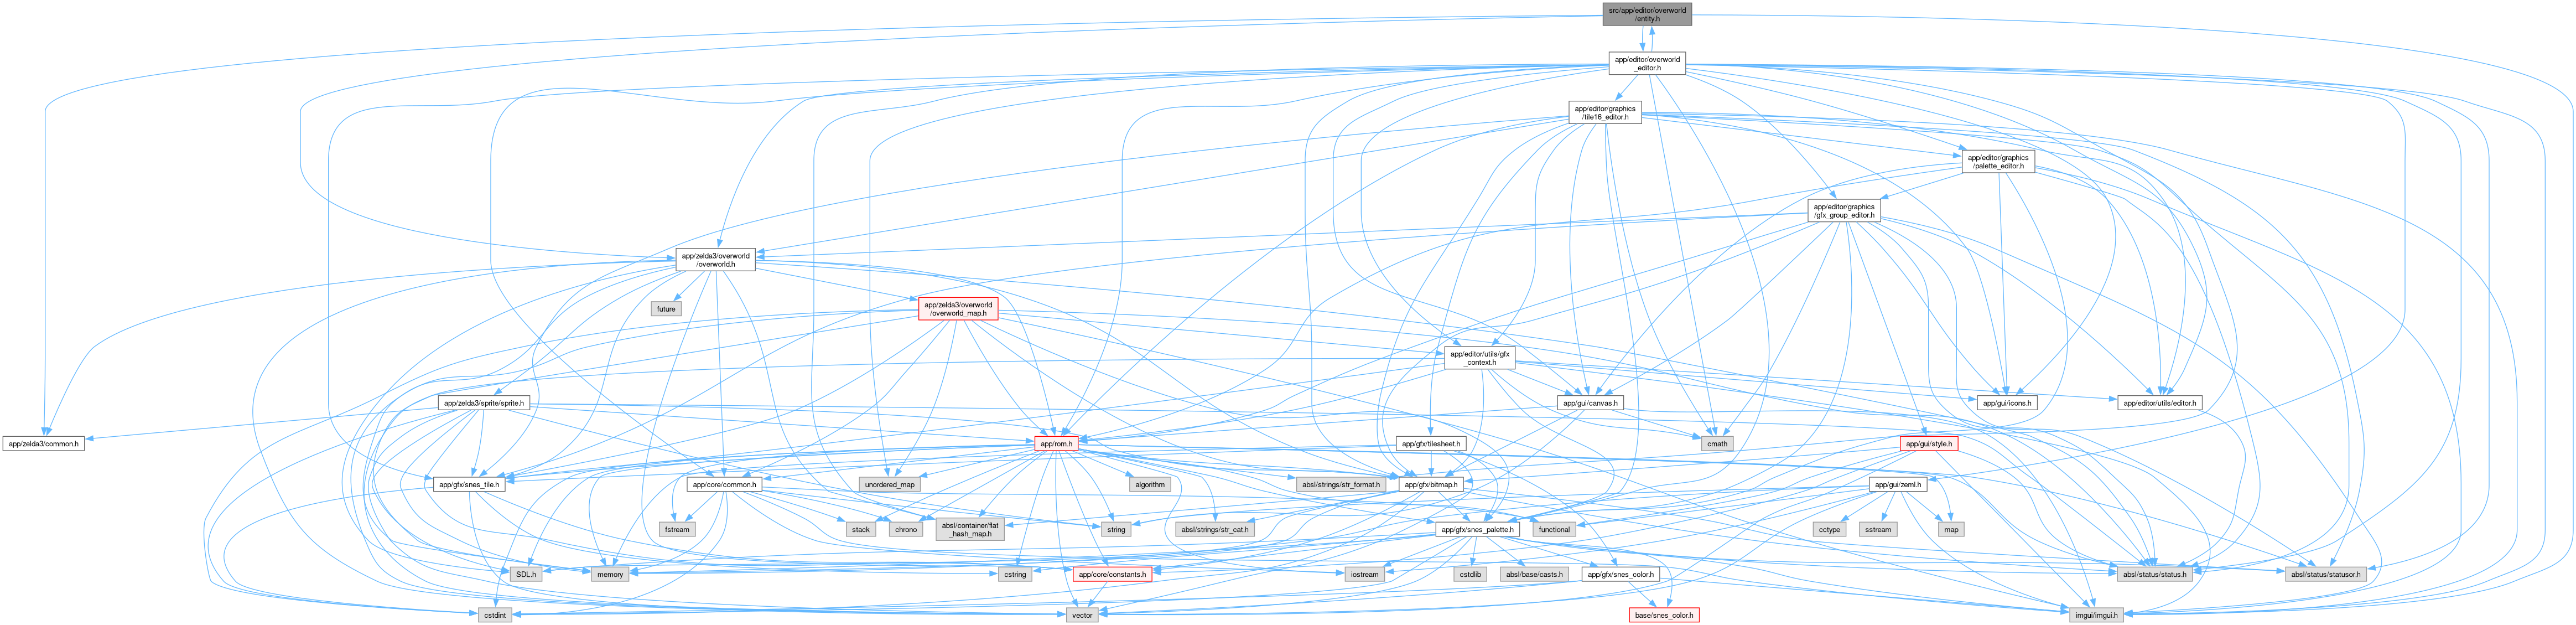 src/app/editor/overworld
/entity.h
app/editor/overworld
_editor.h
app/editor/graphics
/tile16_editor.h
app/editor/graphics
/palette_editor.h
app/editor/graphics
/gfx_group_editor.h
app/zelda3/overworld
/overworld.h
future
app/zelda3/overworld
/overworld_map.h
app/editor/utils/gfx
_context.h
app/zelda3/sprite/sprite.h
app/gui/canvas.h
app/gui/icons.h
app/editor/utils/editor.h
app/zelda3/common.h
app/rom.h
app/gfx/tilesheet.h
cmath
app/gui/style.h
app/gfx/snes_tile.h
app/core/common.h
unordered_map
algorithm
absl/strings/str_format.h
app/gfx/bitmap.h
app/gui/zeml.h
fstream
stack
chrono
absl/container/flat
_hash_map.h
string
absl/strings/str_cat.h
functional
app/gfx/snes_palette.h
cctype
sstream
map
SDL.h
memory
cstring
app/core/constants.h
iostream
cstdlib
absl/base/casts.h
app/gfx/snes_color.h
absl/status/status.h
absl/status/statusor.h
cstdint
vector
base/snes_color.h
imgui/imgui.h